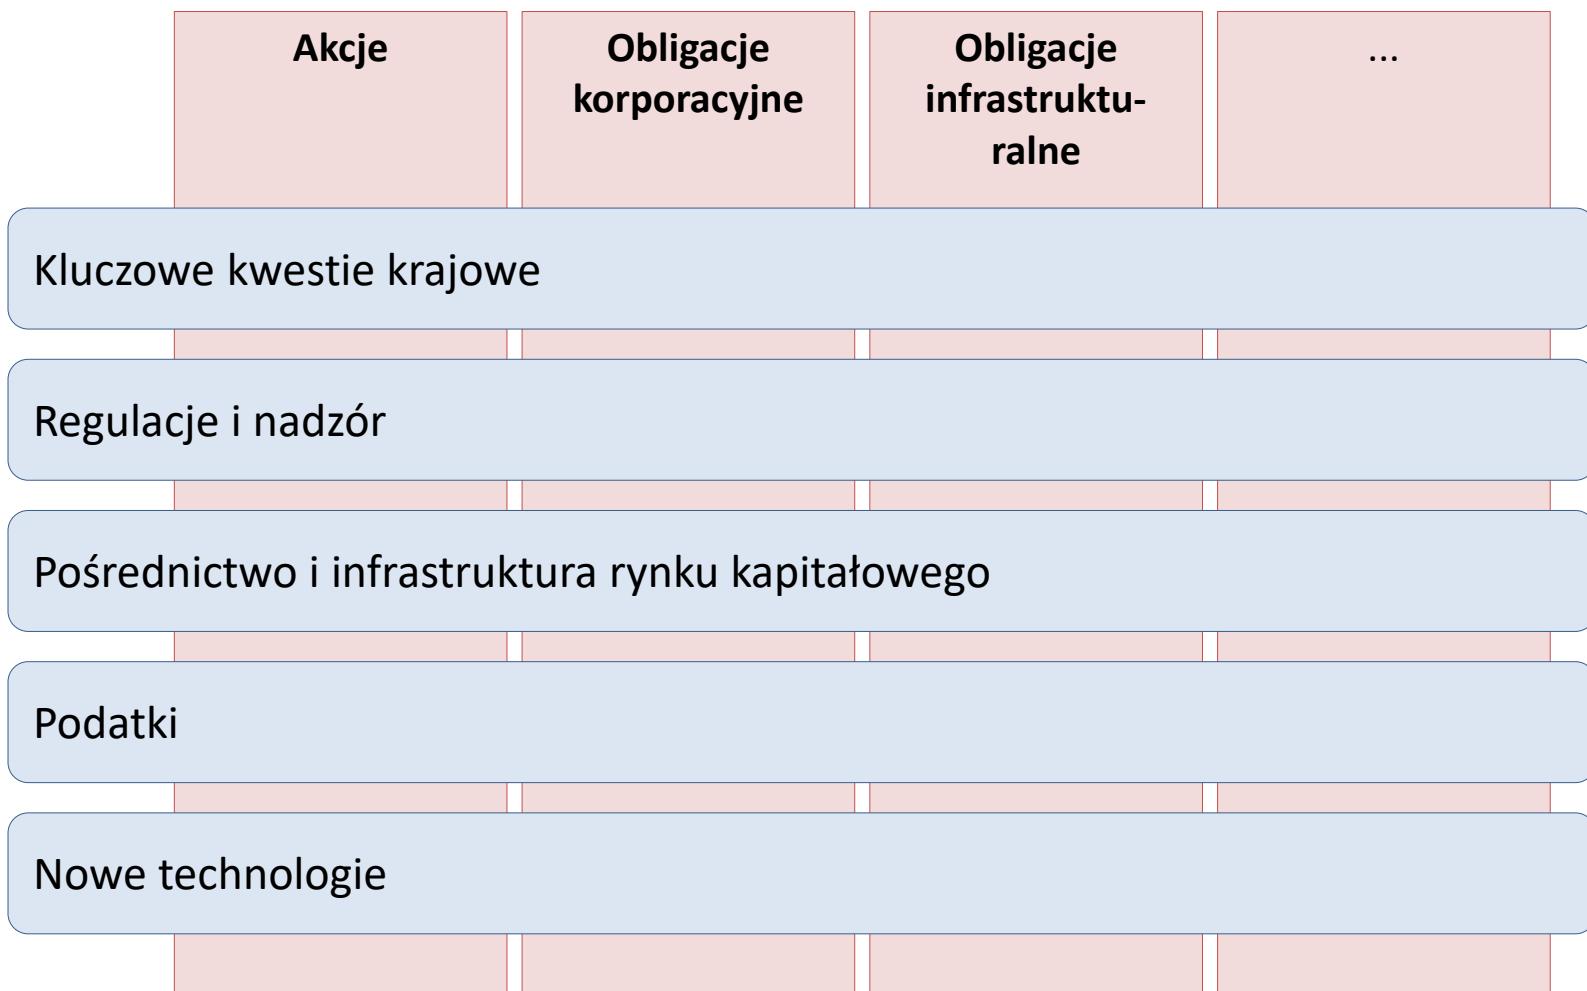 Akcje
Obligacje
korporacyjne
Obligacje
infrastruktu-
ralne
...
Kluczowe kwestie krajowe
Regulacje i nadzór
Pośrednictwo i infrastruktura rynku kapitałowego
Podatki
Nowe technologie